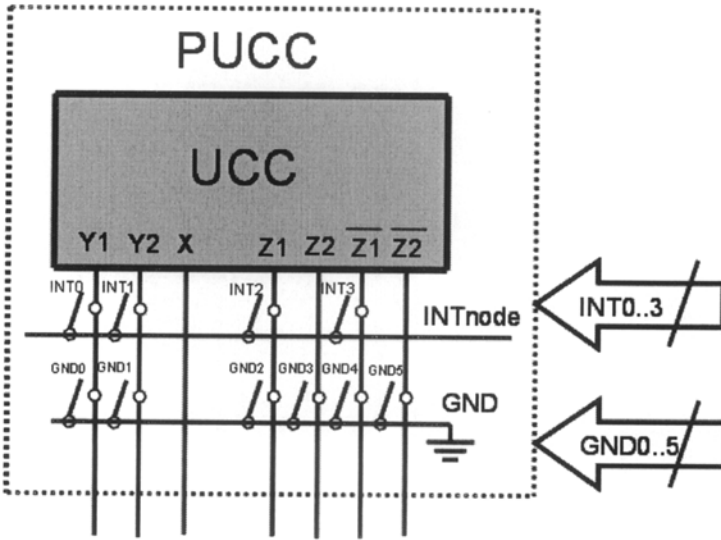 PUCC
UCC
Y1 Y2 X Z1 Z2 Z1 Z2
INT0 INT1 INT2 INT3
INTnode
INT0..3
GND0 GND1 GND2 GND3 GND4 GND5
GND
GND0..5